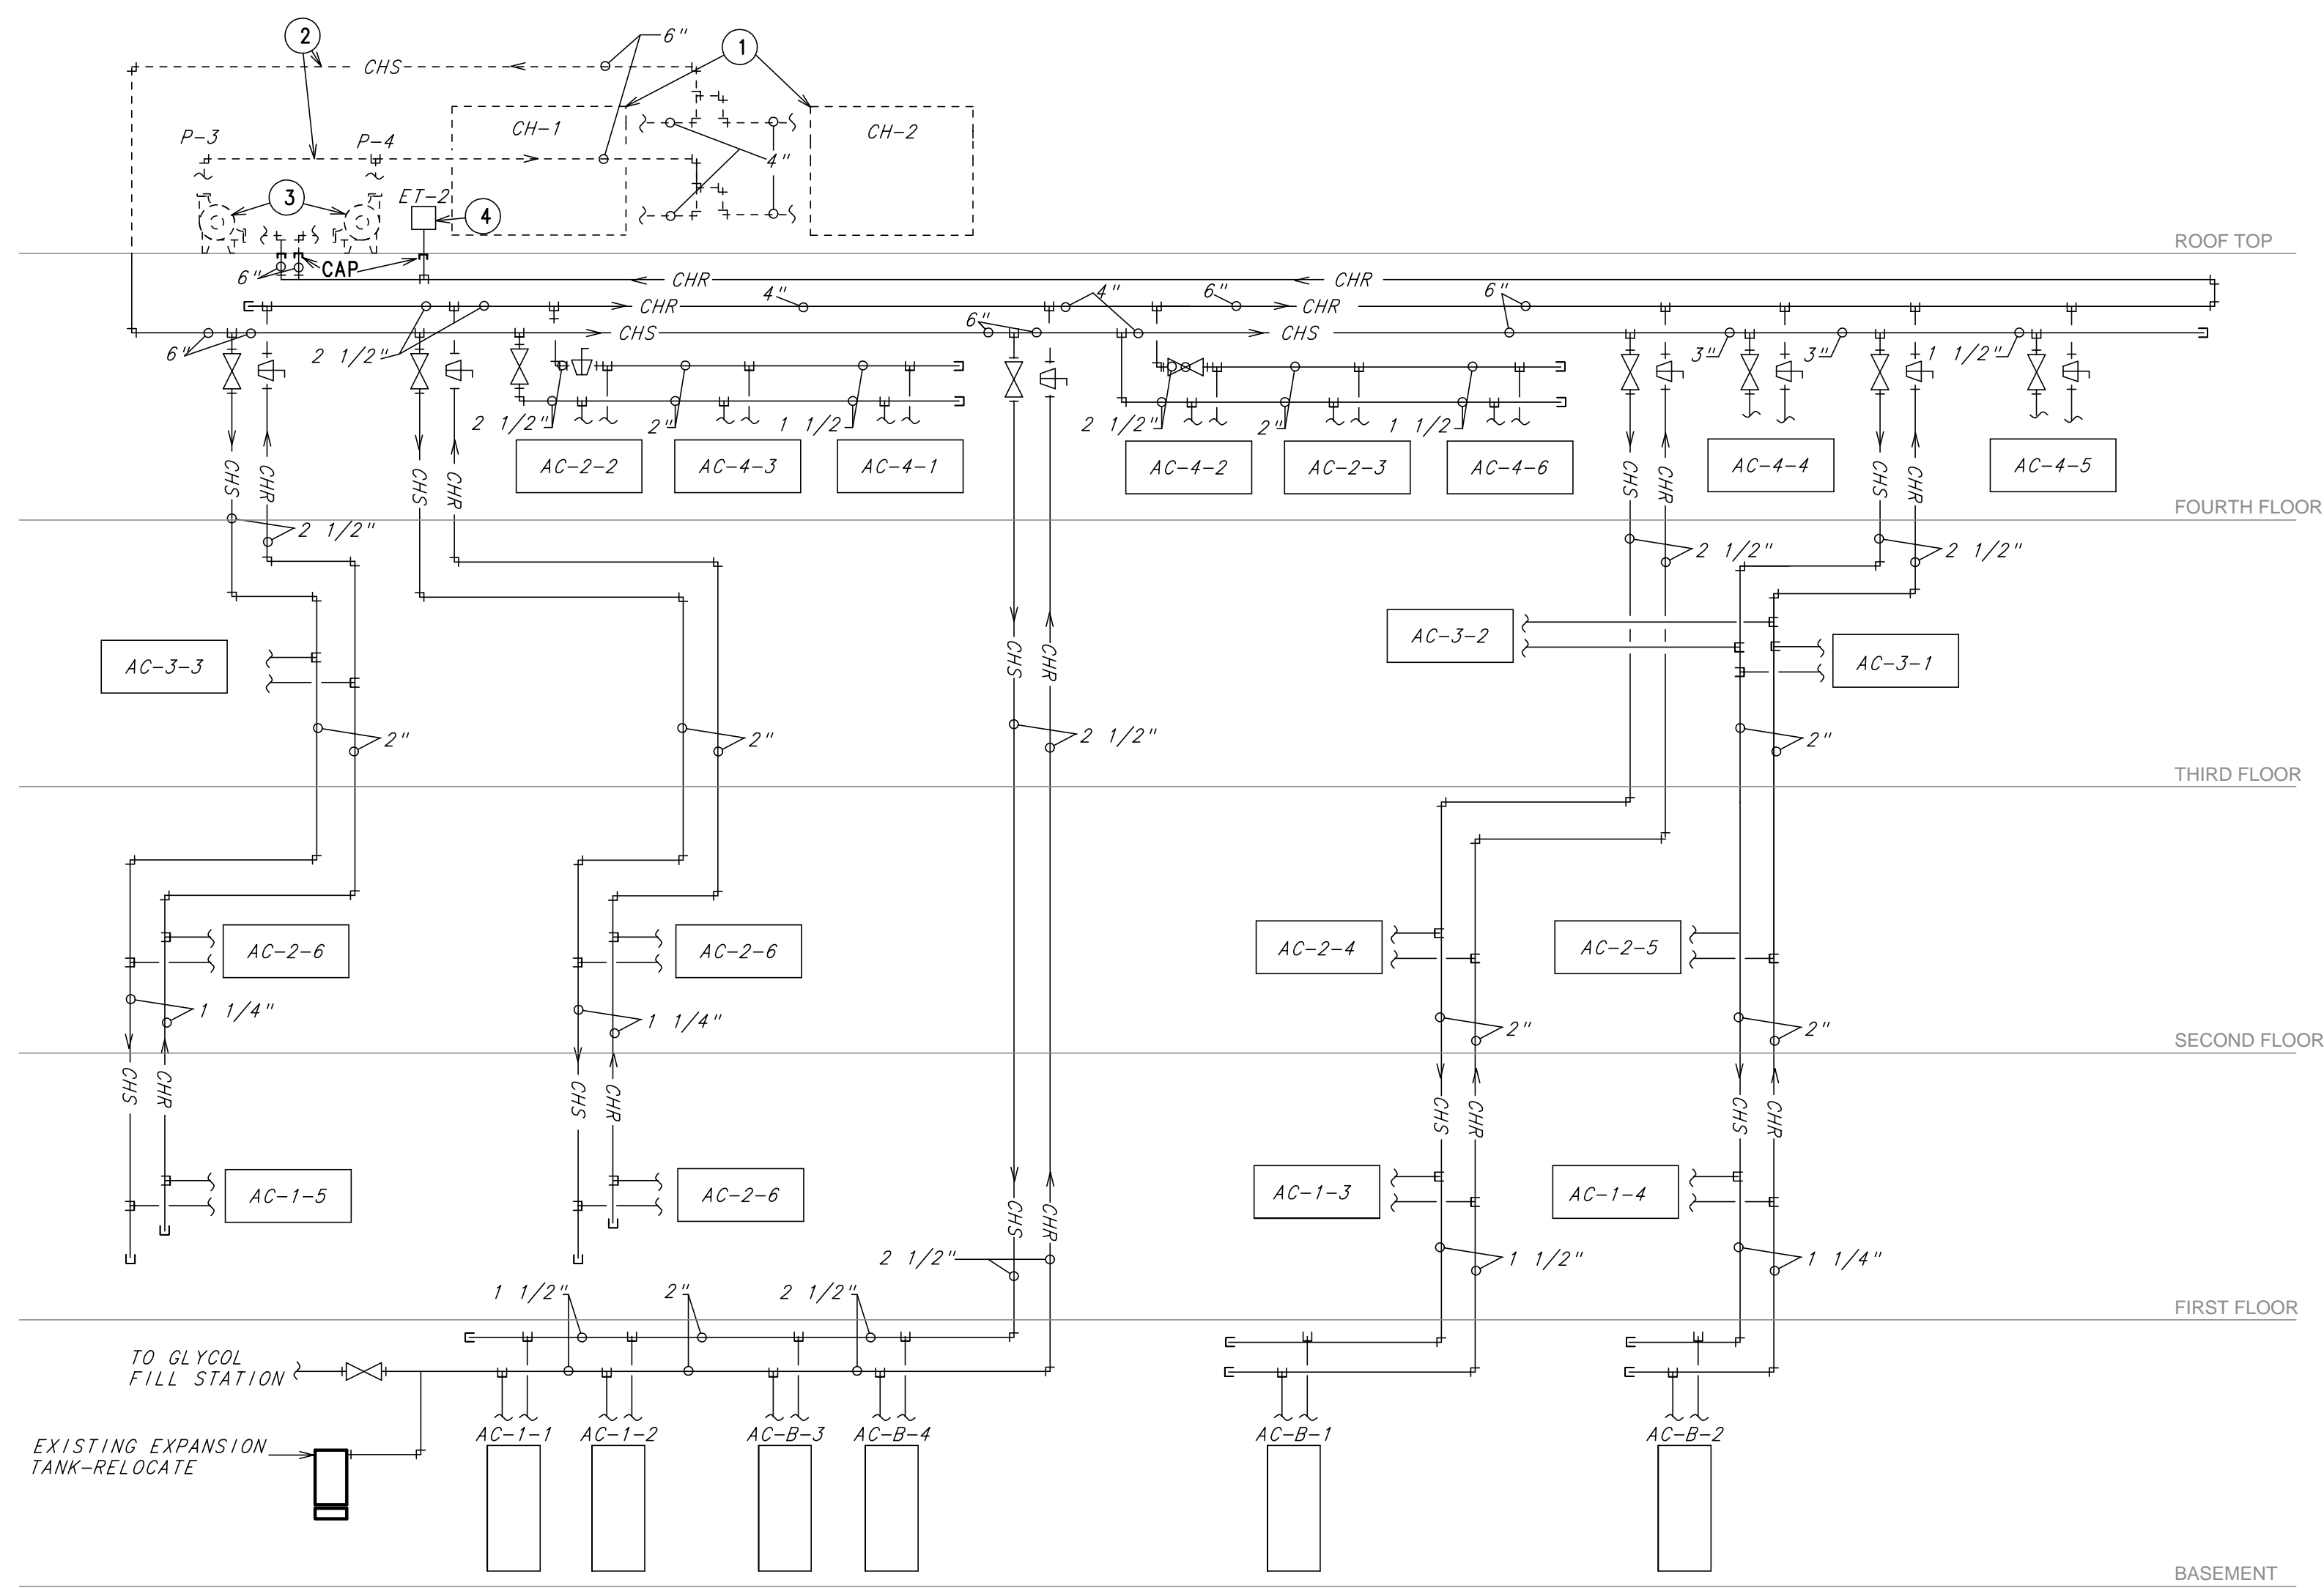 2
6"
1
CHS
CH-1
CH-2
P-3
P-4
4"
3
ET-2
4
ROOF TOP
6"
CAP
CHR
CHR
4"
4"
6"
6"
CHR
CHR
6"
CHS
6"
CHS
2 1/2"
3"
3"
1 1/2"
2 1/2"
2"
1 1/2
2 1/2"
2"
1 1/2
AC-2-2
AC-4-3
AC-4-1
AC-4-2
AC-2-3
AC-4-6
AC-4-4
AC-4-5
CHS
CHR
CHS
CHR
CHS
CHR
CHS
CHR
FOURTH FLOOR
2 1/2"
2 1/2"
2 1/2"
AC-3-3
CHS
CHR
AC-3-2
AC-3-1
2"
2"
2 1/2"
2"
THIRD FLOOR
AC-2-6
AC-2-6
AC-2-4
AC-2-5
1 1/4"
1 1/4"
2"
2"
SECOND FLOOR
CHS
CHR
CHS
CHR
CHS
CHR
CHS
CHR
AC-1-5
AC-2-6
CHS
CHR
AC-1-3
AC-1-4
2 1/2"
1 1/2"
1 1/4"
1 1/2"
2"
2 1/2"
FIRST FLOOR
TO GLYCOL
FILL STATION
AC-1-1
AC-1-2
AC-B-3
AC-B-4
AC-B-1
AC-B-2
EXISTING EXPANSION
TANK-RELOCATE
BASEMENT